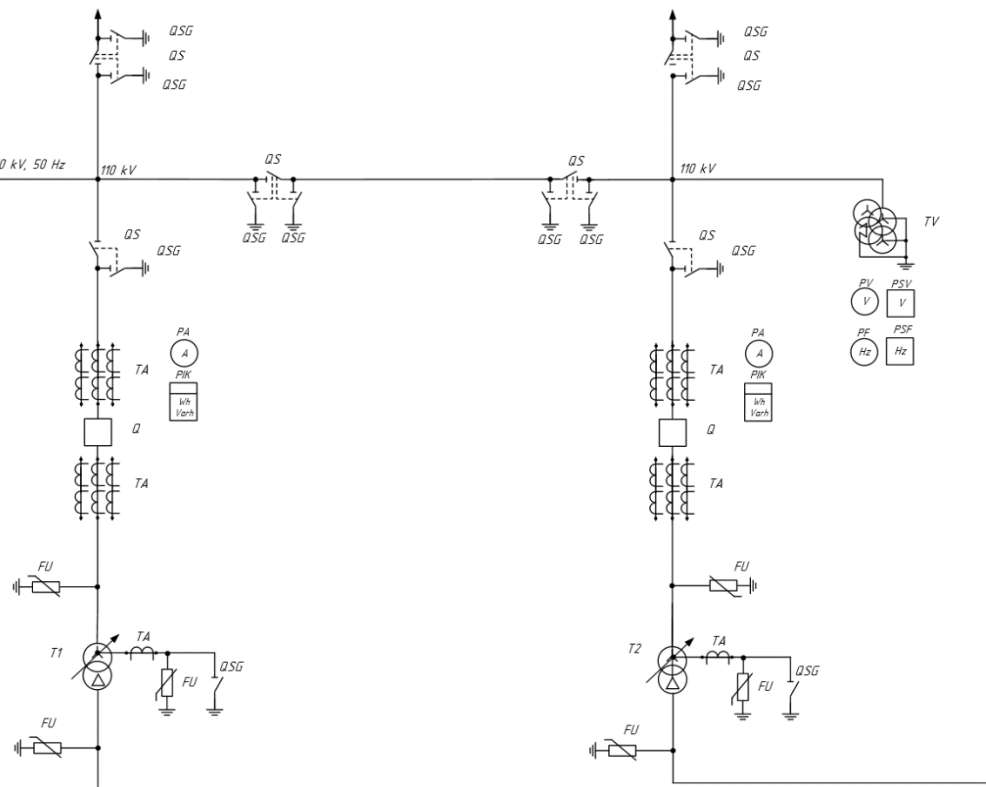 QSG
QS
QSG
QSG
QS
QSG
0 kV, 50 Hz
110 kV
QS
QS
110 kV
QSG
QSG
QSG
QSG
TV
QS
QSG
QS
QSG
PV
PSV
V
V
PF
PSF
Hz
Hz
PA
A
TA
PIK
Wh
Varh
PA
A
TA
PIK
Wh
Varh
Q
Q
TA
TA
FU
FU
T1
TA
QSG
FU
T2
TA
QSG
FU
FU
FU